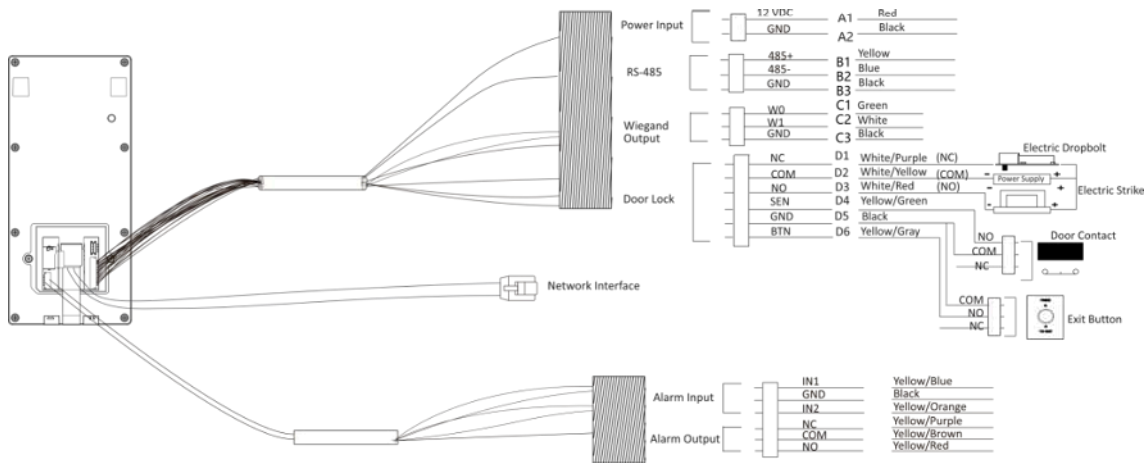 Power Input 12 VDC A1 Red
GND A2 Black
RS-485 485+ B1 Yellow
485- B2 Blue
GND B3 Black
Wiegand Output W0 C1 Green
W1 C2 White
GND C3 Black
Door Lock NC D1 White/Purple (NC)
COM D2 White/Yellow (COM)
NO D3 White/Red (NO)
SEN D4 Yellow/Green
GND D5 Black
BTN D6 Yellow/Gray
Electric Dropbolt
- Power Supply +
- +
Electric Strike
- +
Door Contact
NO
COM
NC
COM
NO
NC
Exit Button
Network Interface
Alarm Input IN1 Yellow/Blue
GND Black
IN2 Yellow/Orange
Alarm Output NC Yellow/Purple
COM Yellow/Brown
NO Yellow/Red